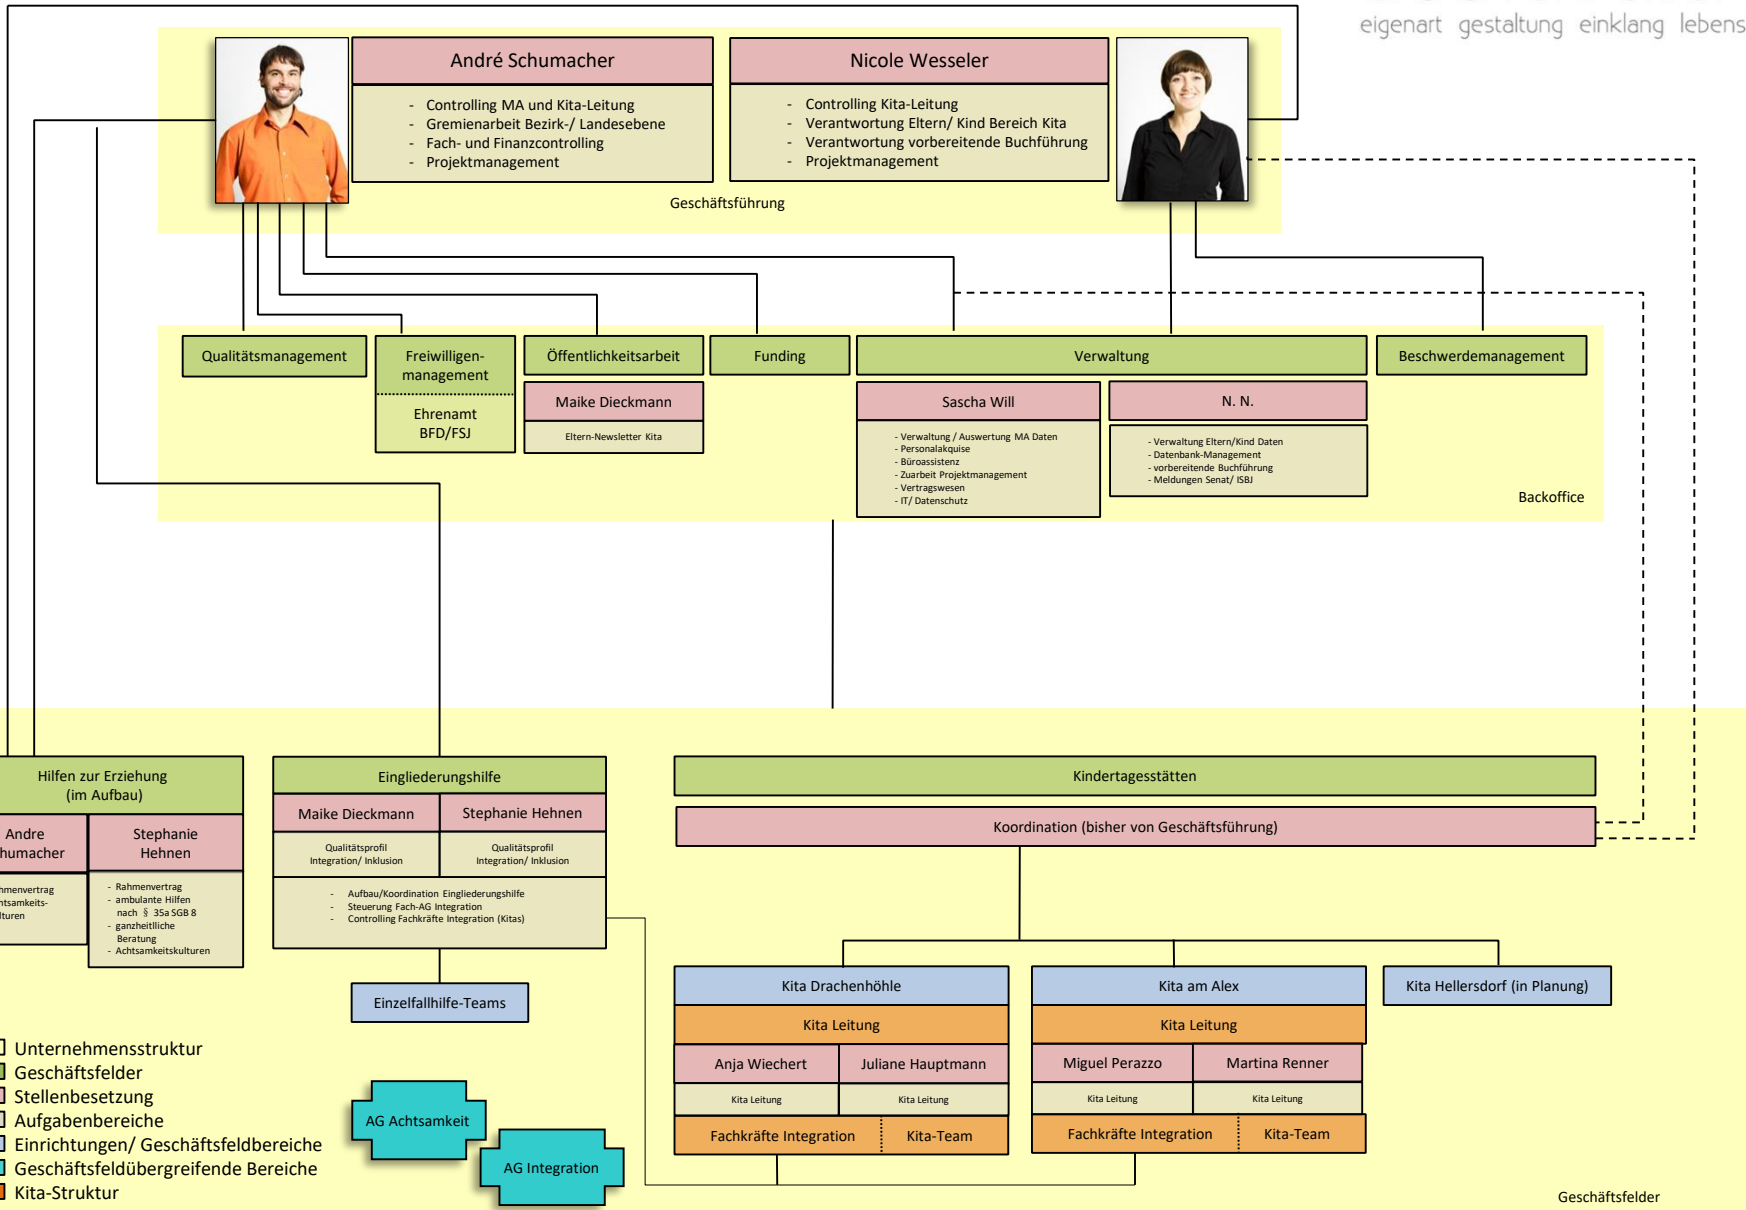 eigenart gestaltung einklang lebens
André Schumacher
- Controlling MA und Kita-Leitung
- Gremienarbeit Bezirk-/ Landesebene
- Fach- und Finanzcontrolling
- Projektmanagement
Nicole Wesseler
- Controlling Kita-Leitung
- Verantwortung Eltern/ Kind Bereich Kita
- Verantwortung vorbereitende Buchführung
- Projektmanagement
Geschäftsführung
Qualitätsmanagement
Freiwilligen-
management
Ehrenamt
BFD/FSJ
Öffentlichkeitsarbeit
Maike Dieckmann
Eltern-Newsletter Kita
Funding
Verwaltung
Sascha Will
- Verwaltung / Auswertung MA Daten
- Personalakquise
- Büroassistenz
- Zuarbeit Projektmanagement
- Vertragswesen
- IT/ Datenschutz
N. N.
- Verwaltung Eltern/Kind Daten
- Datenbank-Management
- vorbereitende Buchführung
- Meldungen Senat/ ISBJ
Beschwerdemanagement
Backoffice
Hilfen zur Erziehung
(im Aufbau)
Andre
humacher
hmenvertrag
htsamkeits-
lturen
Stephanie
Hehnen
- Rahmenvertrag
- ambulante Hilfen
nach § 35a SGB 8
- ganzheitlliche
Beratung
- Achtsamkeitskulturen
Eingliederungshilfe
Maike Dieckmann
Qualitätsprofil
Integration/ Inklusion
Stephanie Hehnen
Qualitätsprofil
Integration/ Inklusion
- Aufbau/Koordination Eingliederungshilfe
- Steuerung Fach-AG Integration
- Controlling Fachkräfte Integration (Kitas)
Einzelfallhilfe-Teams
Kindertagesstätten
Koordination (bisher von Geschäftsführung)
Kita Drachenhöhle
Kita Leitung
Anja Wiechert
Juliane Hauptmann
Kita Leitung
Kita Leitung
Fachkräfte Integration
Kita-Team
Kita am Alex
Kita Leitung
Miguel Perazzo
Martina Renner
Kita Leitung
Kita Leitung
Fachkräfte Integration
Kita-Team
Kita Hellersdorf (in Planung)
Unternehmensstruktur
Geschäftsfelder
Stellenbesetzung
Aufgabenbereiche
Einrichtungen/ Geschäftsfeldbereiche
Geschäftsfeldübergreifende Bereiche
Kita-Struktur
AG Achtsamkeit
AG Integration
Geschäftsfelder